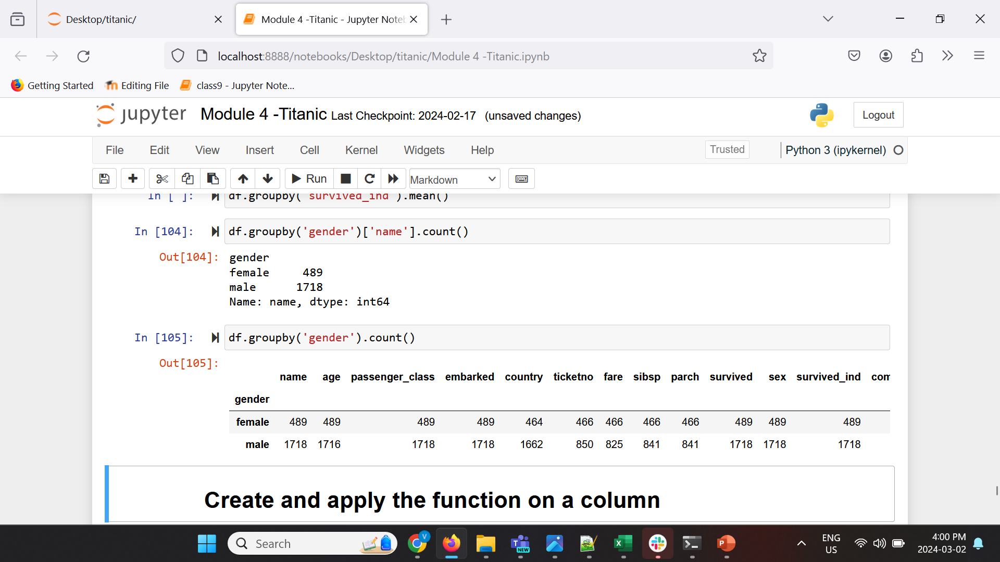 Desktop/titanic/
Module 4 -Titanic - Jupyter Noteb
localhost:8888/notebooks/Desktop/titanic/Module 4 -Titanic.ipynb
Getting Started Editing File class9 - Jupyter Note...
jupyter Module 4 -Titanic Last Checkpoint: 2024-02-17 (unsaved changes) Logout
File Edit View Insert Cell Kernel Widgets Help Trusted Python 3 (ipykernel)
Run Markdown
In [ ]: df.groupby('survived_ind').mean()
In [104]: df.groupby('gender')['name'].count()
Out[104]: gender
female 489
male 1718
Name: name, dtype: int64
In [105]: df.groupby('gender').count()
Out[105]:
name age passenger_class embarked country ticketno fare sibsp parch survived sex survived_ind com
gender
female 489 489 489 489 464 466 466 466 466 489 489 489
male 1718 1716 1718 1718 1662 850 825 841 841 1718 1718 1718
Create and apply the function on a column
Search V T NEW X P ENG 4:00 PM
US 2024-03-02